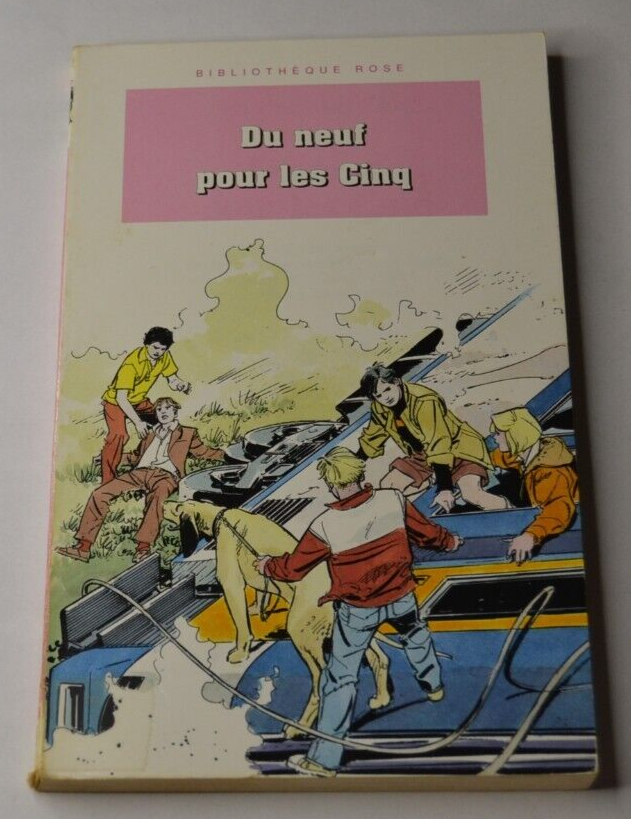 BIBLIOTHÈQUE ROSE
Du neuf
pour les Cinq